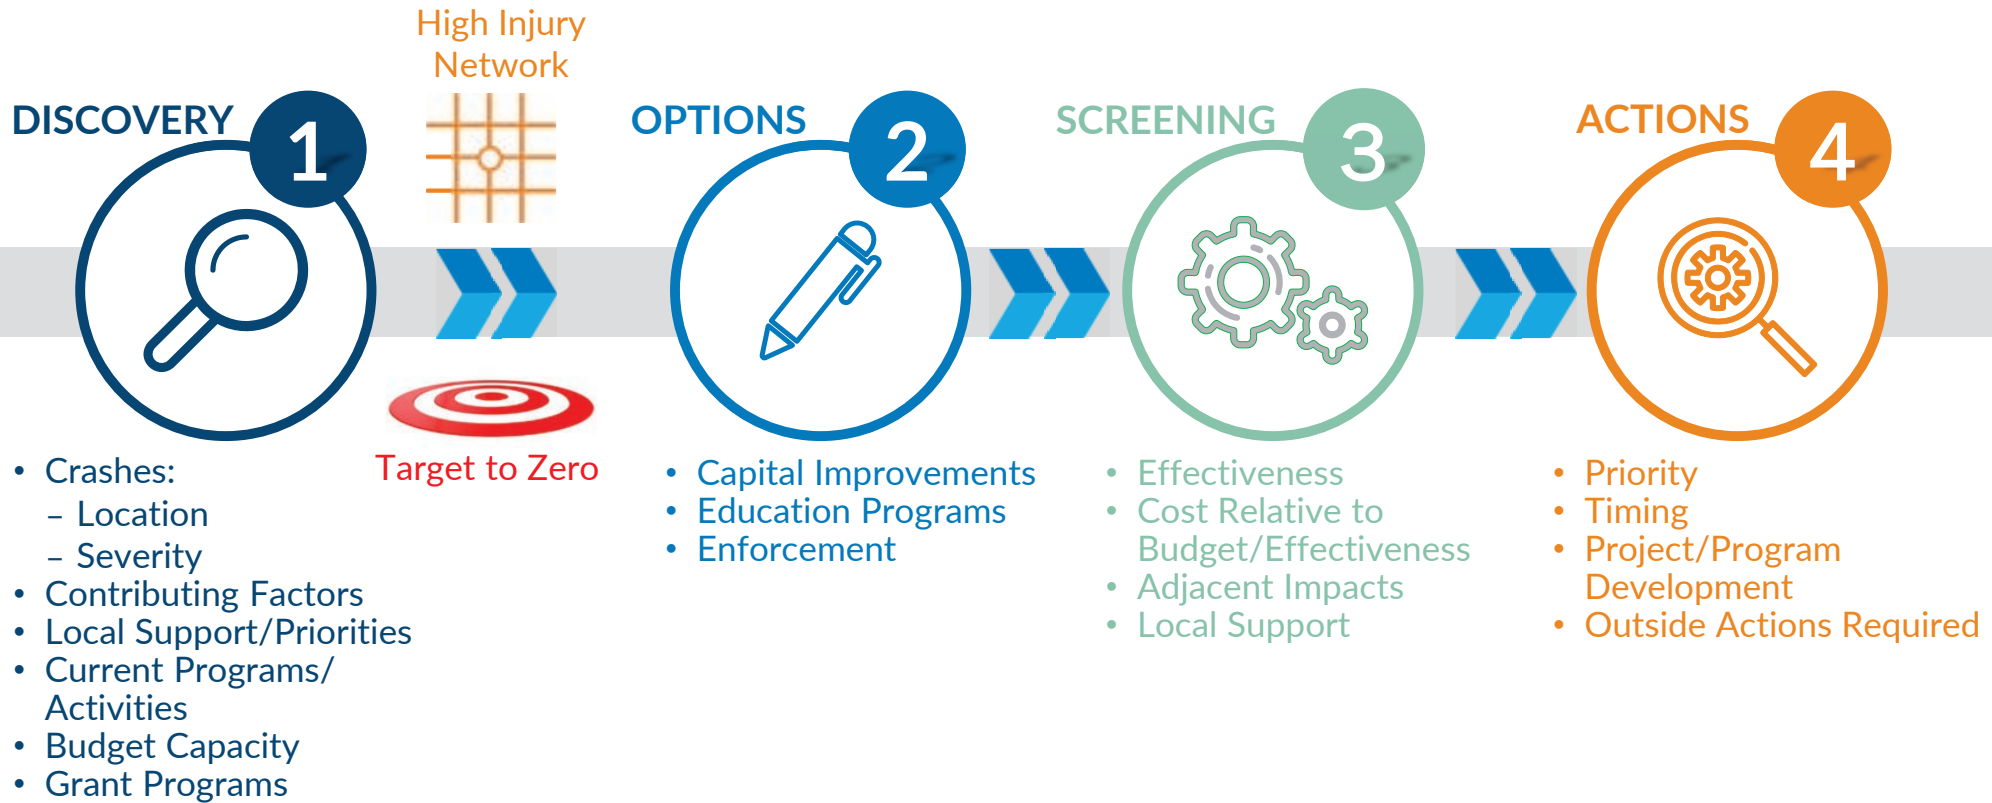 DISCOVERY
1
• Crashes:
– Location
– Severity
• Contributing Factors
• Local Support/Priorities
• Current Programs/
Activities
• Budget Capacity
• Grant Programs
High Injury
Network
Target to Zero
OPTIONS
2
• Capital Improvements
• Education Programs
• Enforcement
SCREENING
3
• Effectiveness
• Cost Relative to
Budget/Effectiveness
• Adjacent Impacts
• Local Support
ACTIONS
4
• Priority
• Timing
• Project/Program
Development
• Outside Actions Required